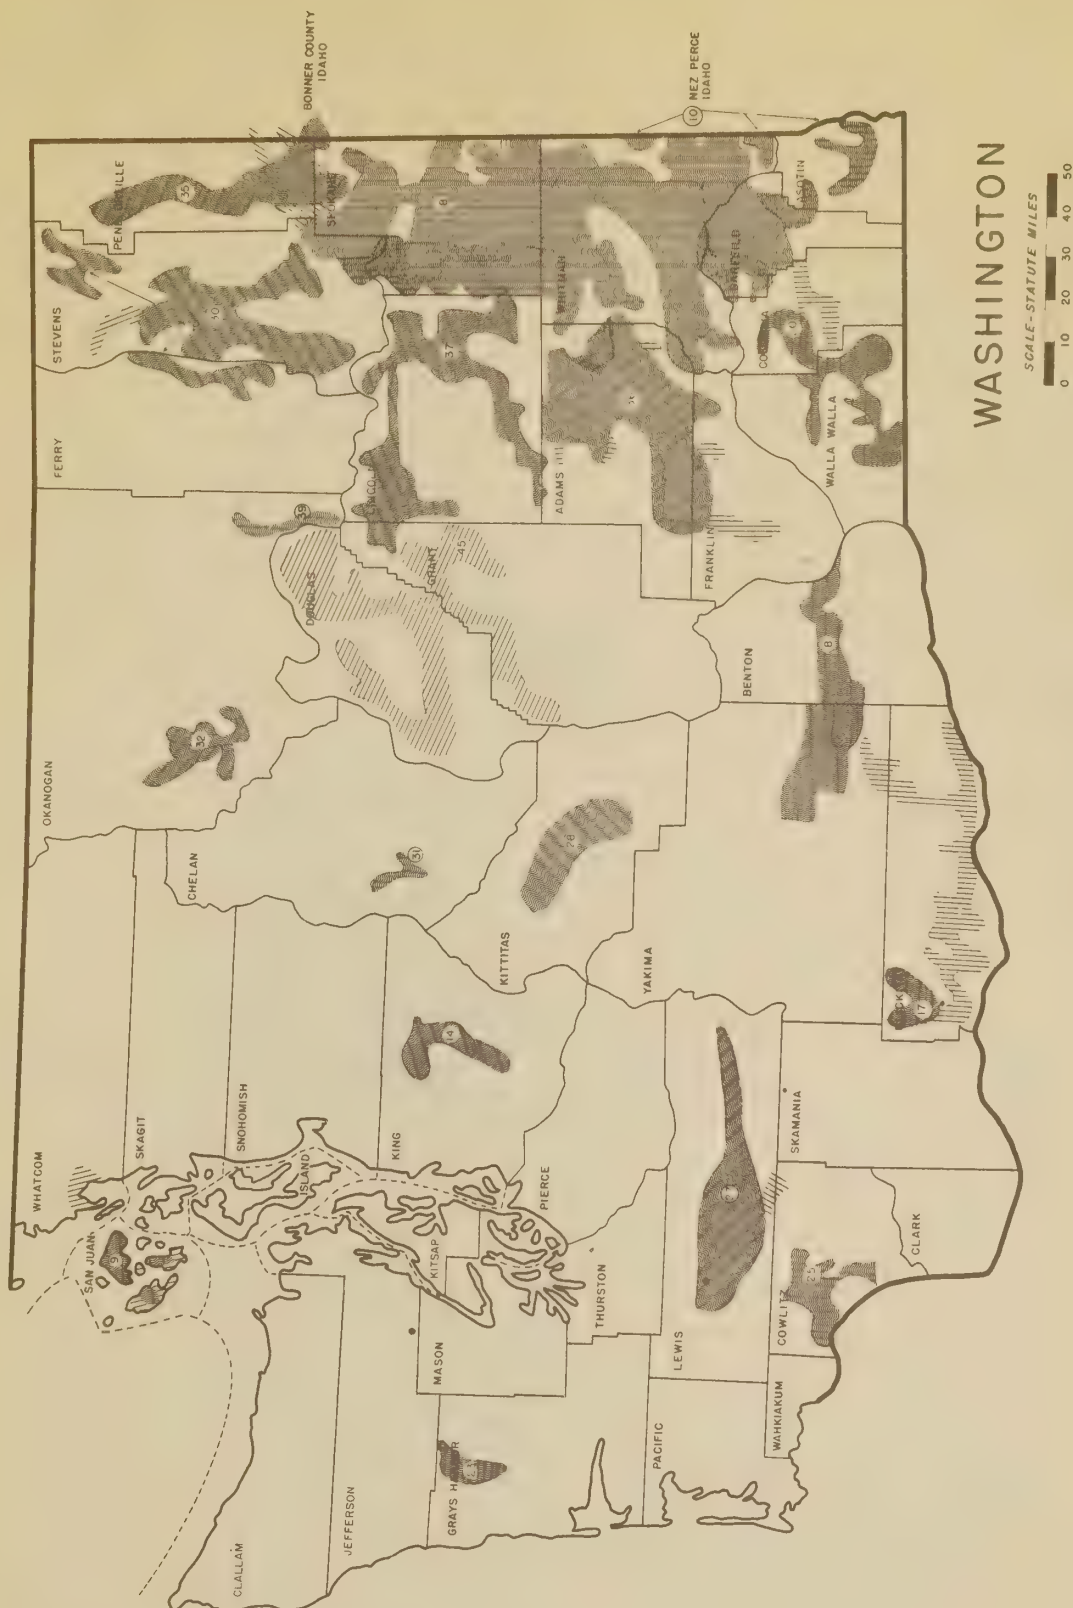 WHATCOM
SAN JUAN
9
SKAGIT
SNOHOMISH
ISLAND
CLALLAM
JEFFERSON
KITSAP
KING
14
MASON
GRAYS HARBOR
PIERCE
THURSTON
PACIFIC
LEWIS
WAHKIAKUM
COWLITZ
25
CLARK
SKAMANIA
17
OKANOGAN
32
CHELAN
31
KITTITAS
28
YAKIMA
DOUGLAS
39
GRANT
45
BENTON
8
FERRY
STEVENS
PEND OREILLE
35
BONNER COUNTY
IDAHO
SPOKANE
8
LINCOLN
37
ADAMS
WHITMAN
FRANKLIN
WALLA WALLA
COLUMBIA
GARFIELD
ASOTIN
10 NEZ PERCE
IDAHO
WASHINGTON
SCALE-STATUTE MILES
0 10 20 30 40 50